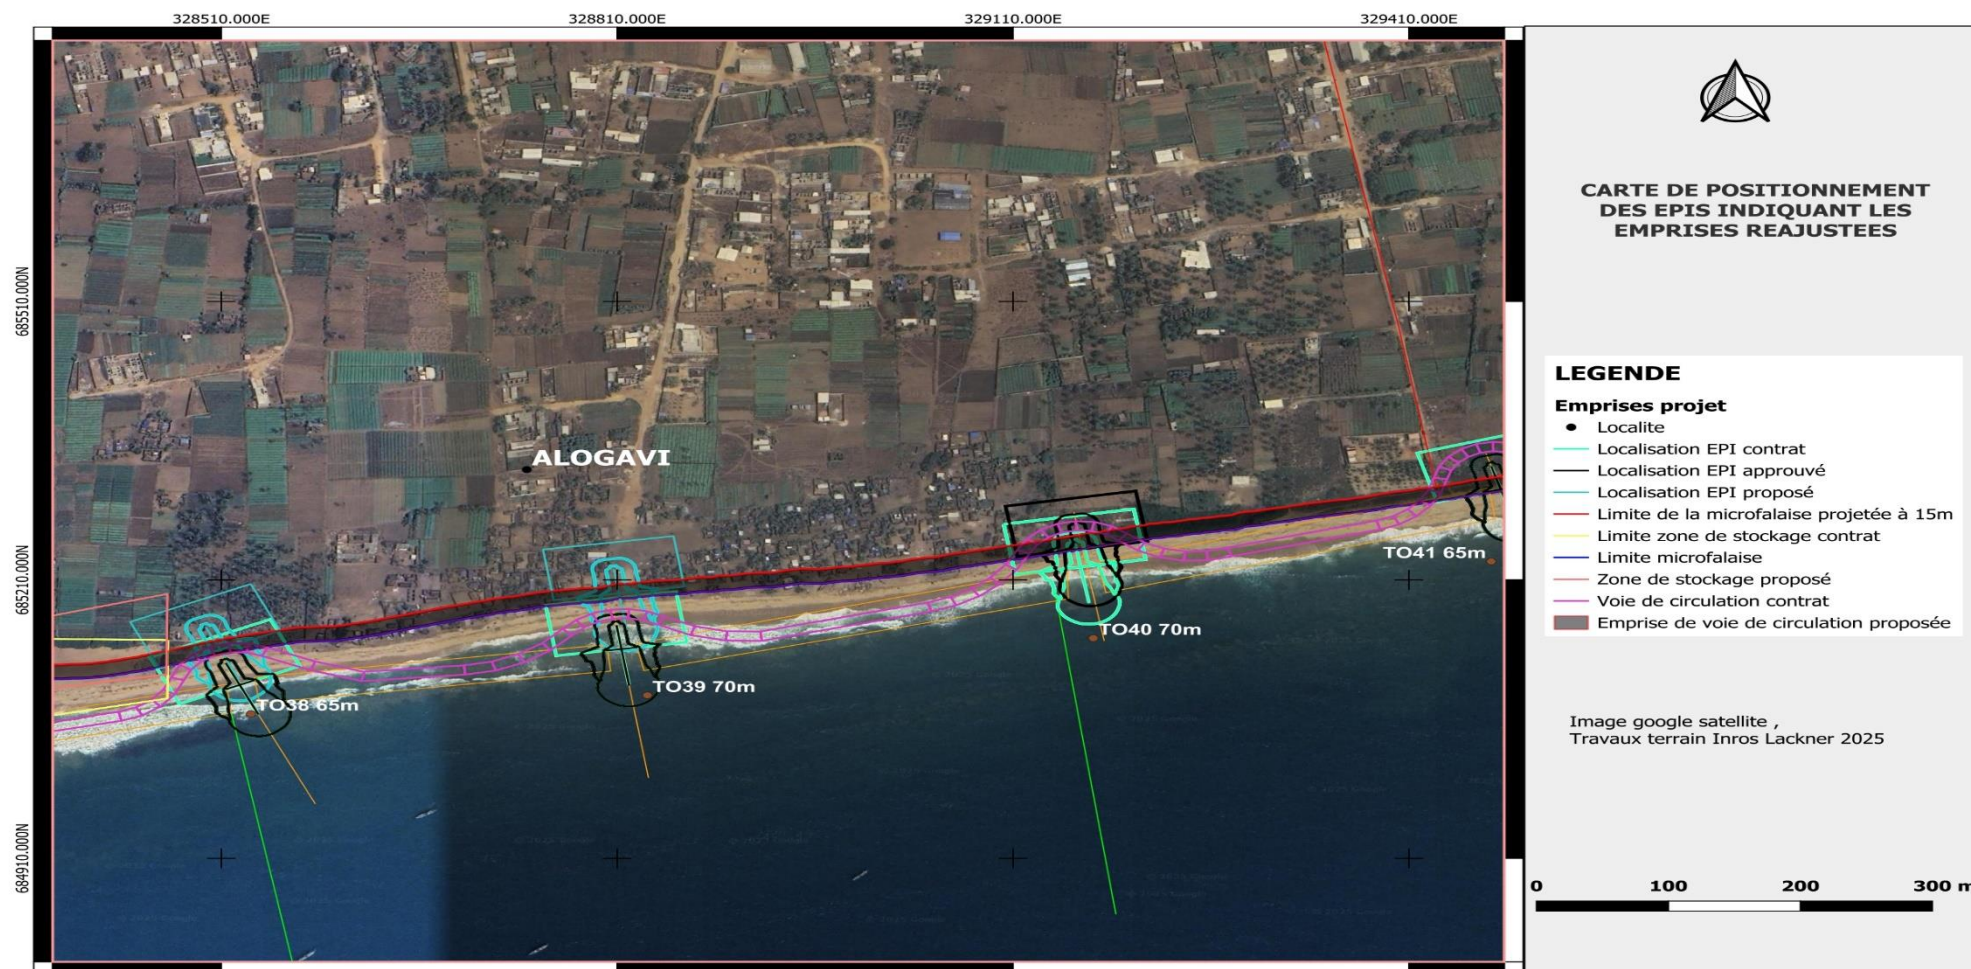 328510.000E 328810.000E 329110.000E 329410.000E
685510.000N
685210.000N
684910.000N
ALOGAVI
TO41 65m
TO40 70m
TO39 70m
TO38 65m
CARTE DE POSITIONNEMENT
DES EPIS INDIQUANT LES
EMPRISES REAJUSTEES
LEGENDE
Emprises projet
Localite
Localisation EPI contrat
Localisation EPI approuvé
Localisation EPI proposé
Limite de la microfalaise projetée à 15m
Limite zone de stockage contrat
Limite microfalaise
Zone de stockage proposé
Voie de circulation contrat
Emprise de voie de circulation proposée
Image google satellite ,
Travaux terrain Inros Lackner 2025
0 100 200 300 m